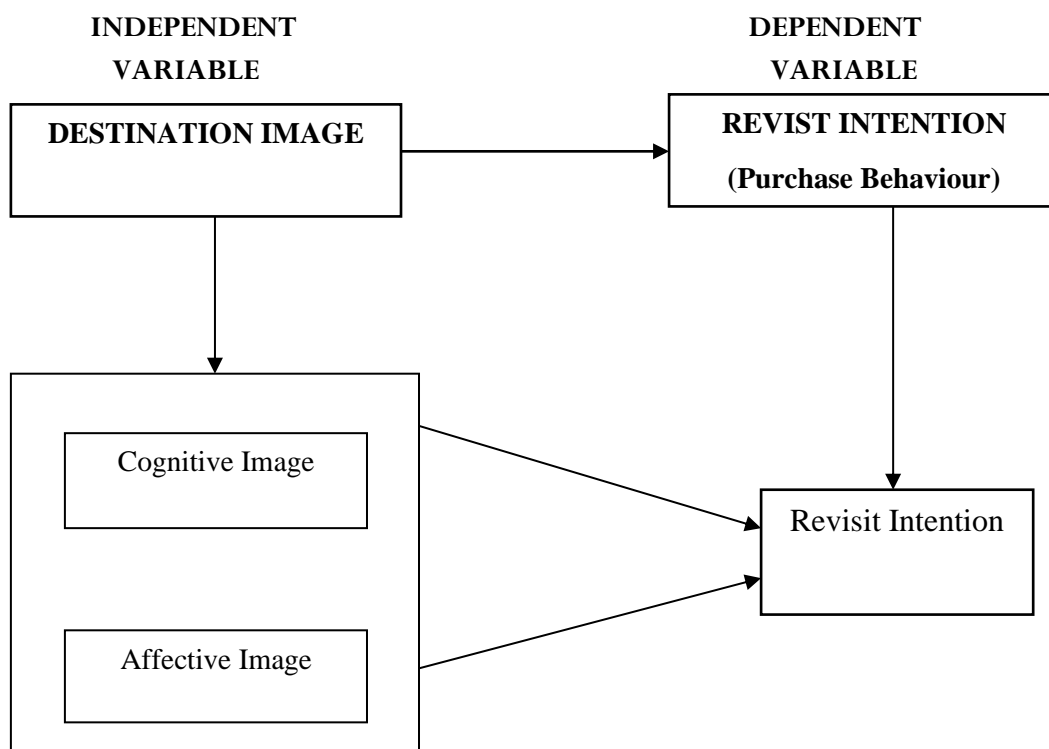 INDEPENDENT
VARIABLE
DEPENDENT
VARIABLE
DESTINATION IMAGE
REVIST INTENTION
(Purchase Behaviour)
Cognitive Image
Revisit Intention
Affective Image